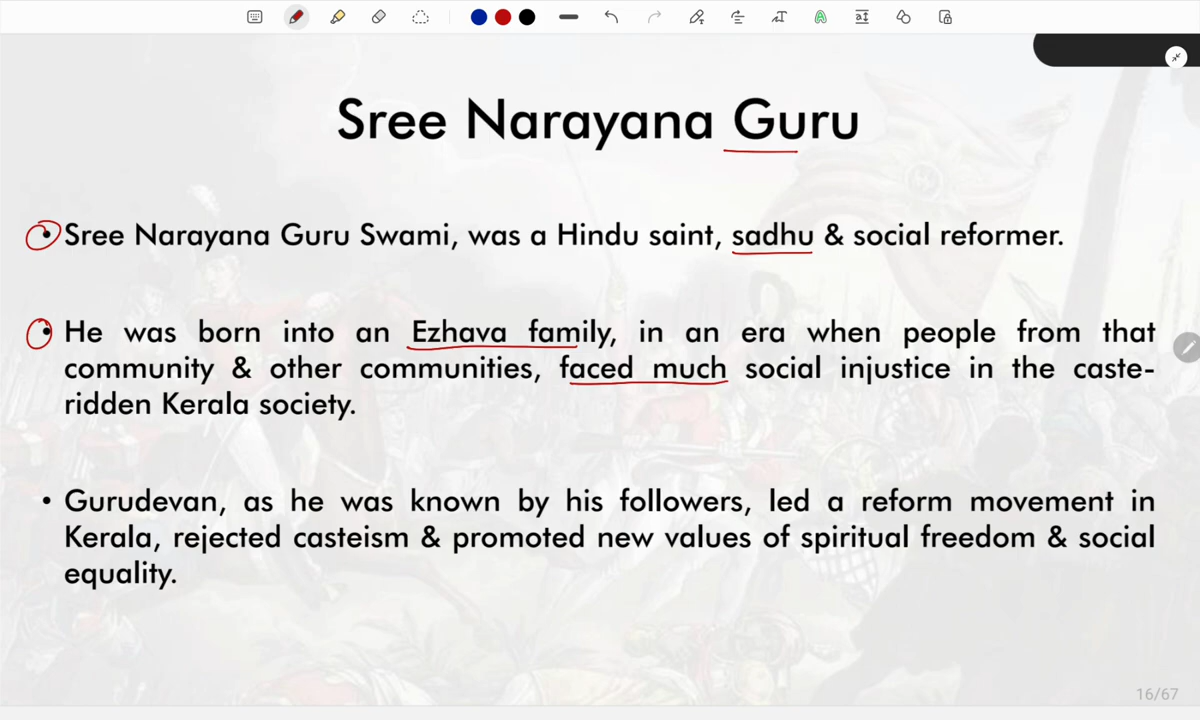 Sree Narayana Guru
• Sree Narayana Guru Swami, was a Hindu saint, sadhu & social reformer.
• He was born into an Ezhava family, in an era when people from that
community & other communities, faced much social injustice in the caste-
ridden Kerala society.
• Gurudevan, as he was known by his followers, led a reform movement in
Kerala, rejected casteism & promoted new values of spiritual freedom & social
equality.
16/67